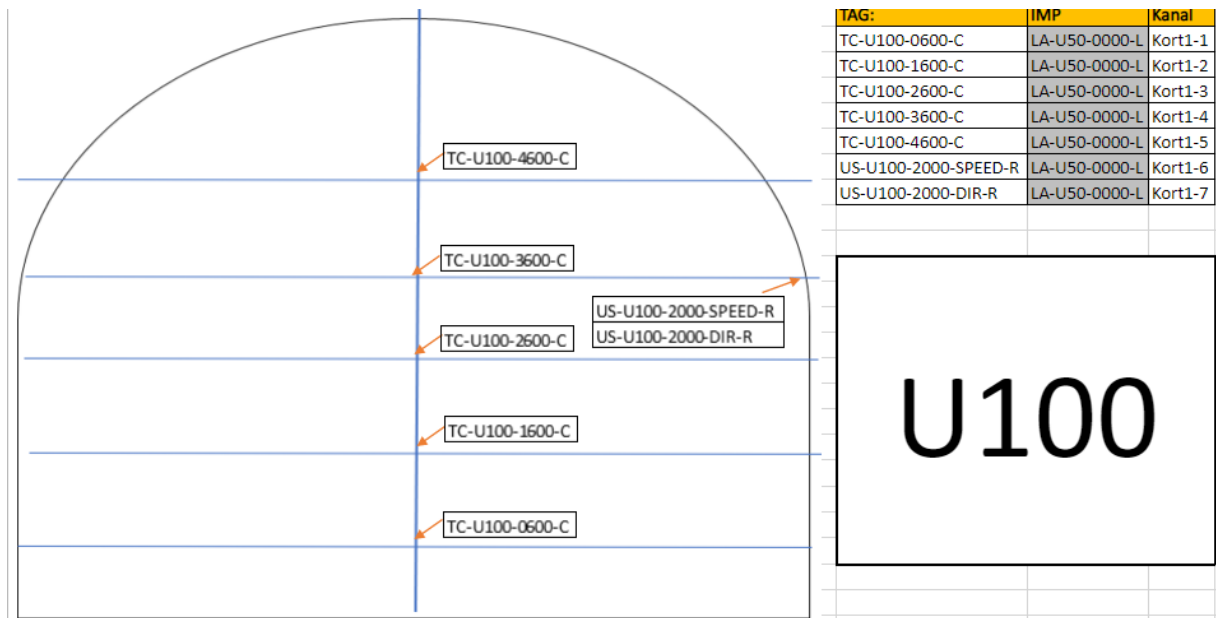 TC-U100-4600-C
TC-U100-3600-C
US-U100-2000-SPEED-R
US-U100-2000-DIR-R
TC-U100-2600-C
TC-U100-1600-C
TC-U100-0600-C
TAG: IMP Kanal
TC-U100-0600-C LA-U50-0000-L Kort1-1
TC-U100-1600-C LA-U50-0000-L Kort1-2
TC-U100-2600-C LA-U50-0000-L Kort1-3
TC-U100-3600-C LA-U50-0000-L Kort1-4
TC-U100-4600-C LA-U50-0000-L Kort1-5
US-U100-2000-SPEED-R LA-U50-0000-L Kort1-6
US-U100-2000-DIR-R LA-U50-0000-L Kort1-7
U100